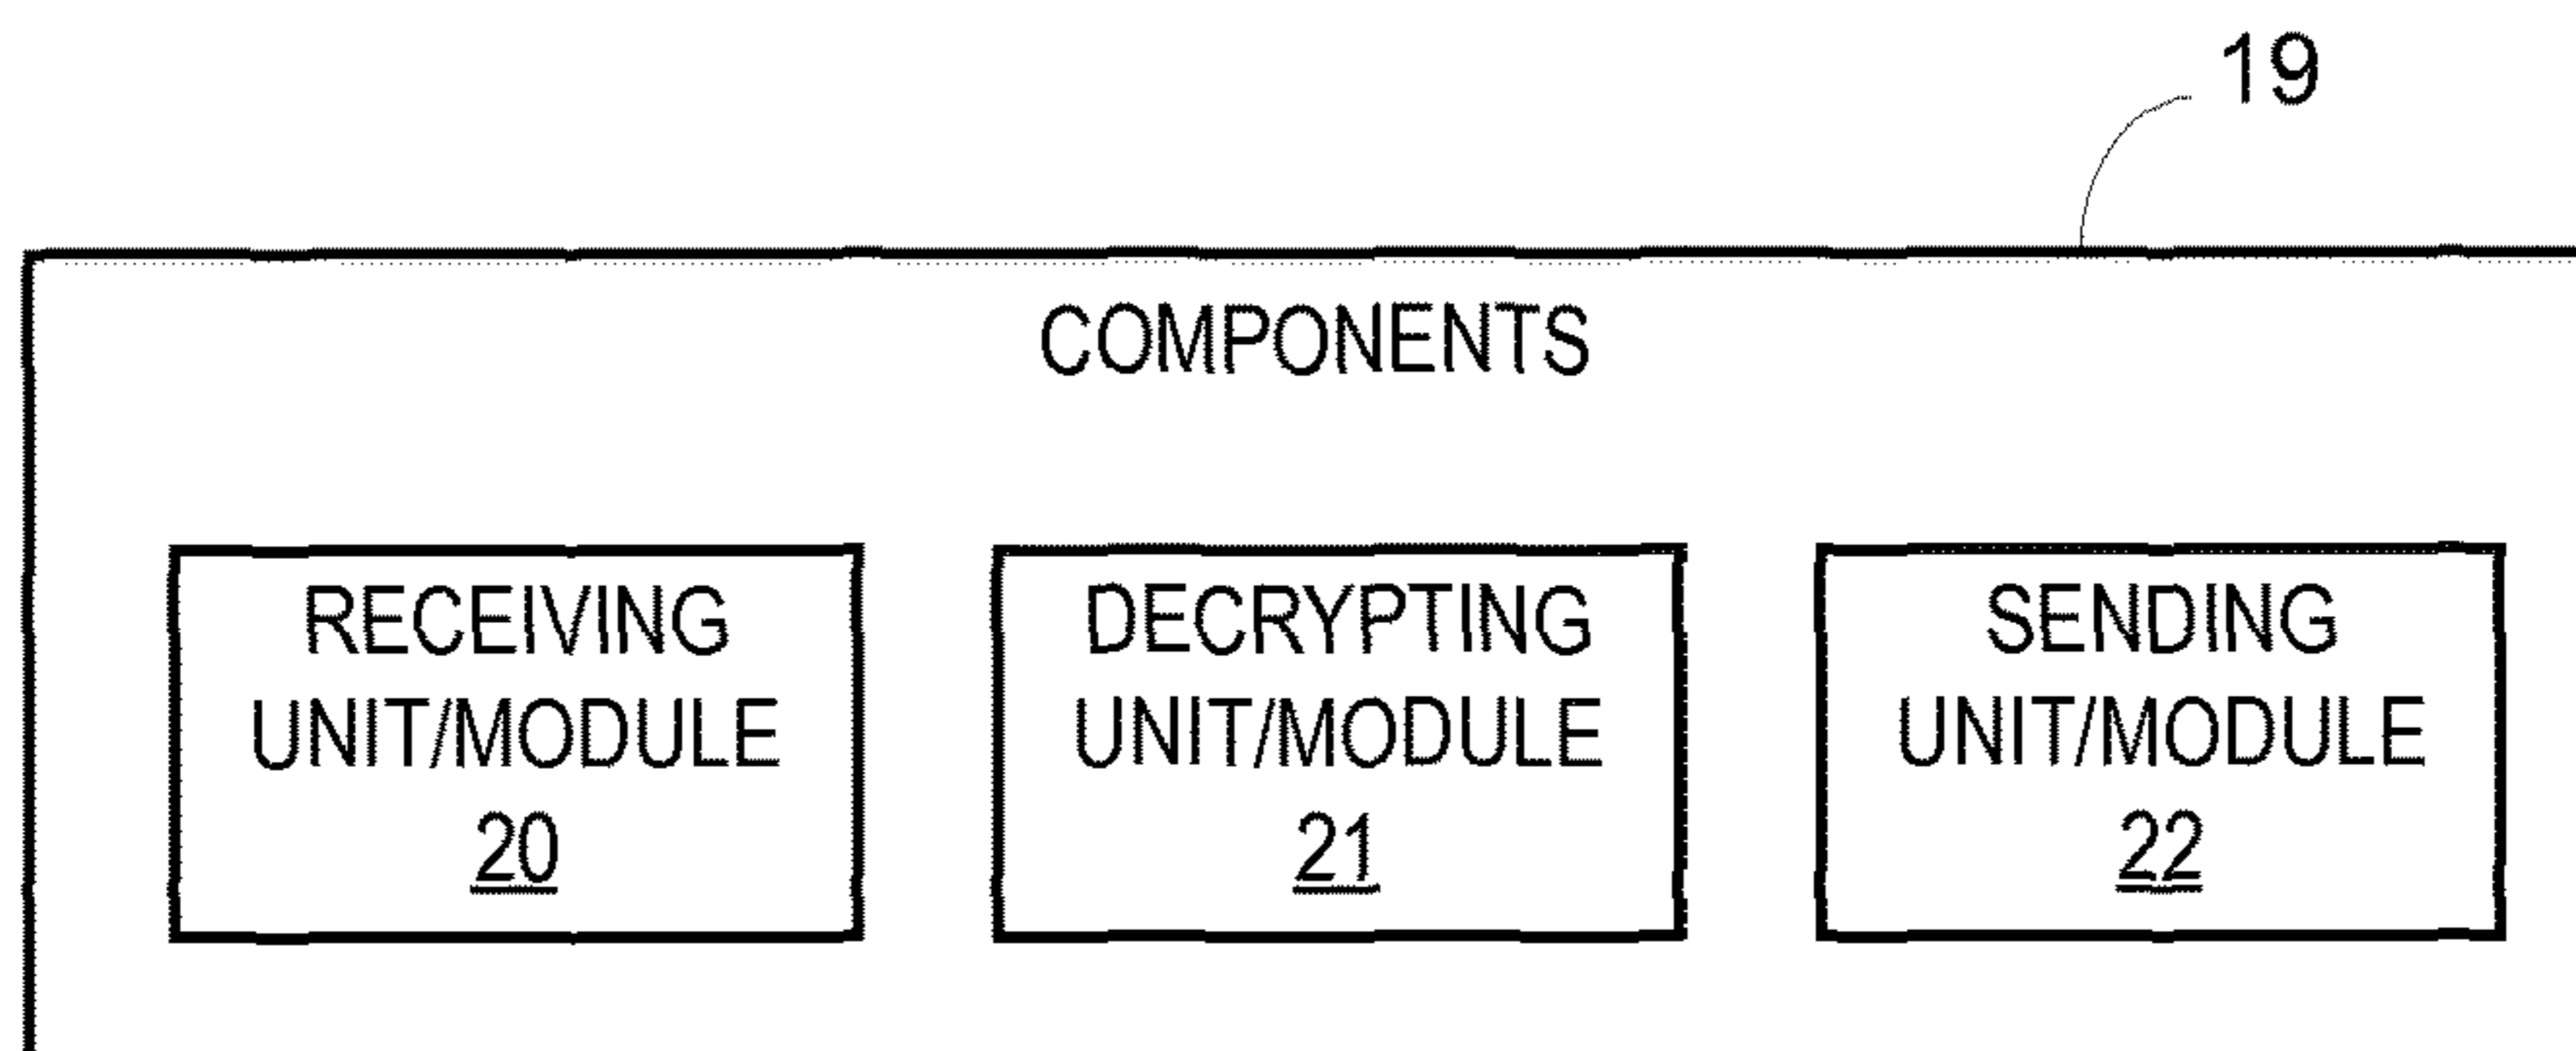 19
COMPONENTS
RECEIVING
UNIT/MODULE
20
DECRYPTING
UNIT/MODULE
21
SENDING
UNIT/MODULE
22